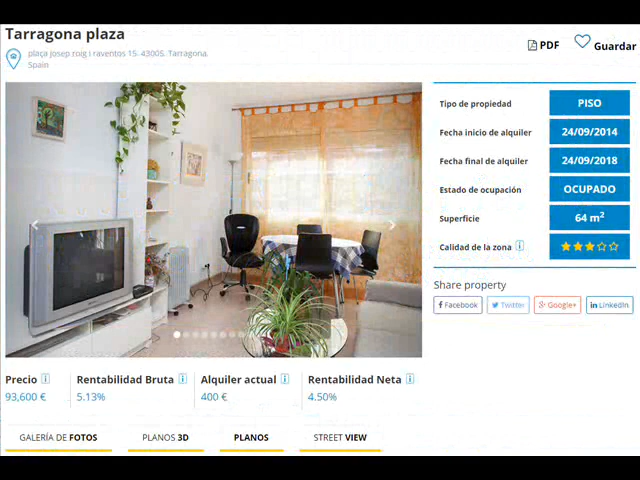 Tarragona plaza
plaça josep roig i raventos 15. 43005, Tarragona,
Spain
PDF
Guardar
Tipo de propiedad PISO
Fecha inicio de alquiler 24/09/2014
Fecha final de alquiler 24/09/2018
Estado de ocupación OCUPADO
Superficie 64 m²
Calidad de la zona
Share property
Facebook Twitter Google+ LinkedIn
Precio Rentabilidad Bruta Alquiler actual Rentabilidad Neta
93,600 € 5.13% 400 € 4.50%
GALERÍA DE FOTOS PLANOS 3D PLANOS STREET VIEW